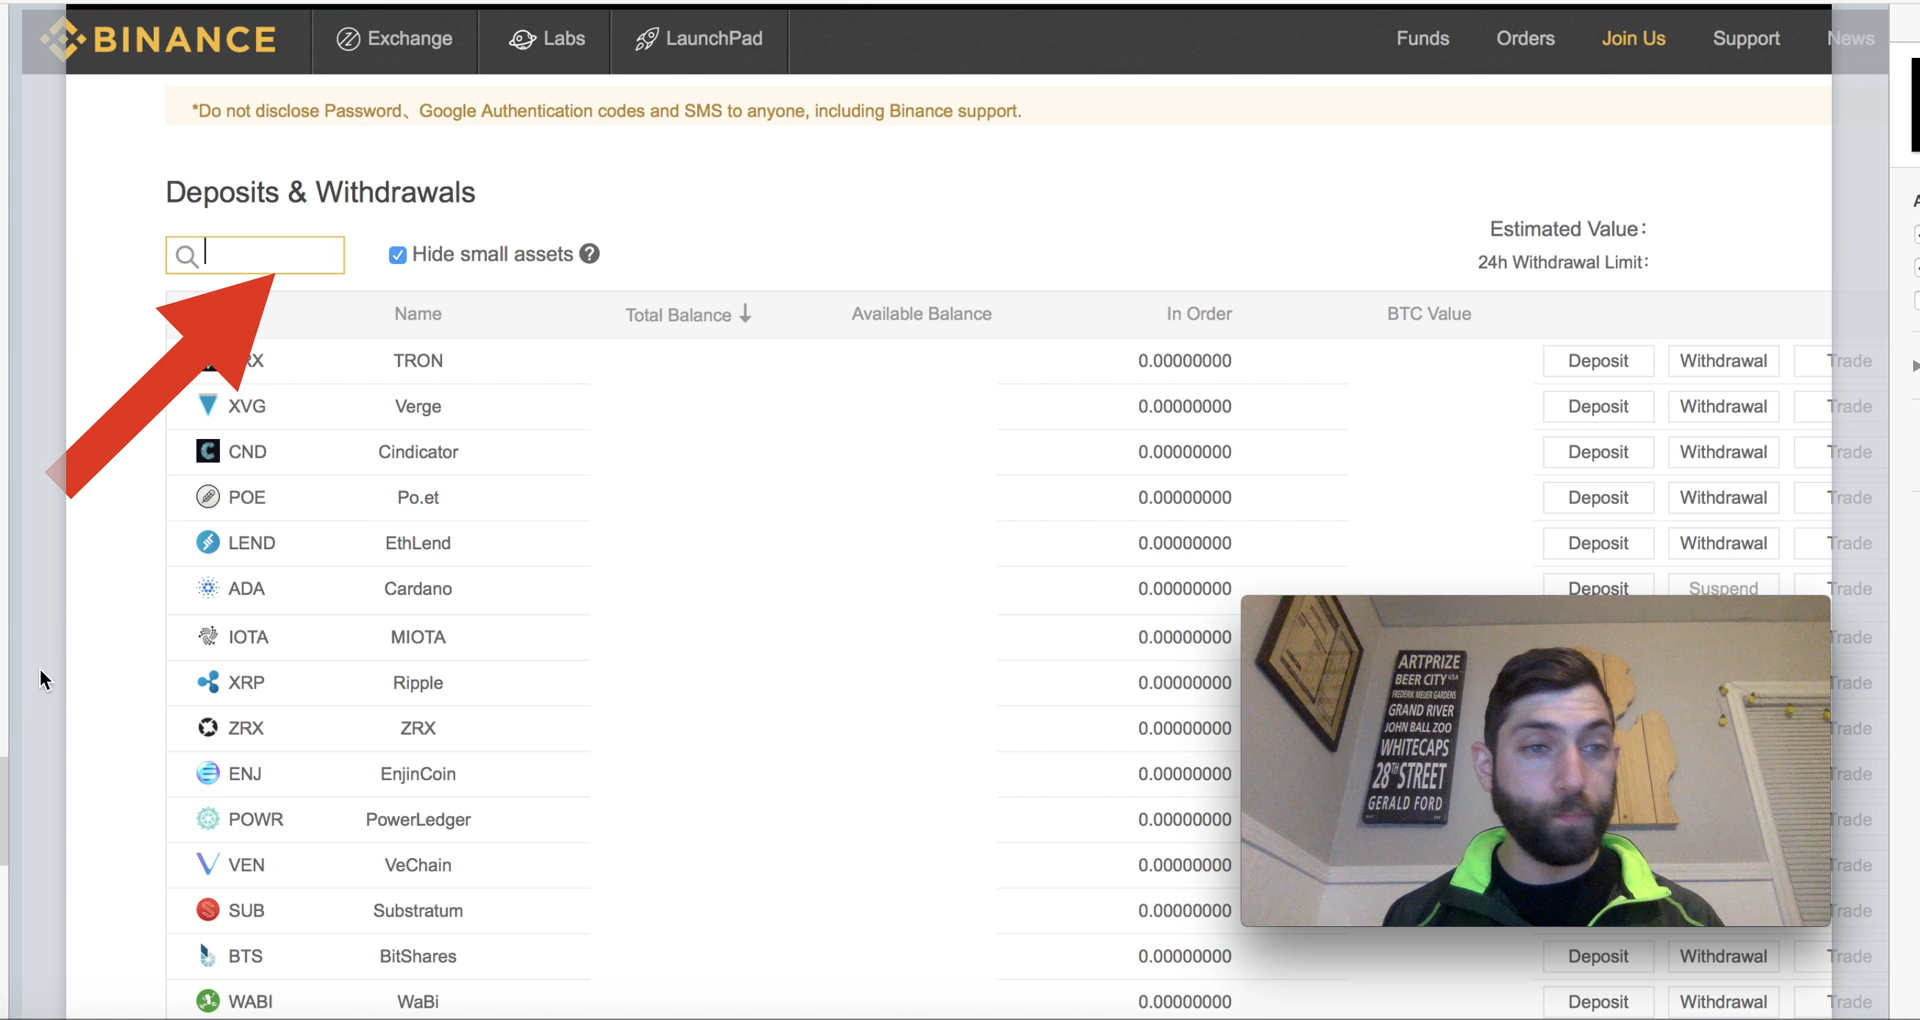 BINANCE Exchange Labs LaunchPad Funds Orders Join Us Support News
*Do not disclose Password、Google Authentication codes and SMS to anyone, including Binance support.
Deposits & Withdrawals
Hide small assets ?
Estimated Value:
24h Withdrawal Limit:
Name Total Balance Available Balance In Order BTC Value
TRON 0.00000000 Deposit Withdrawal Trade
XVG Verge 0.00000000 Deposit Withdrawal Trade
CND Cindicator 0.00000000 Deposit Withdrawal Trade
POE Po.et 0.00000000 Deposit Withdrawal Trade
LEND EthLend 0.00000000 Deposit Withdrawal Trade
ADA Cardano 0.00000000 Deposit Suspend Trade
IOTA MIOTA 0.00000000 Trade
XRP Ripple 0.00000000 Trade
ZRX ZRX 0.00000000 Trade
ENJ EnjinCoin 0.00000000 Trade
POWR PowerLedger 0.00000000 Trade
VEN VeChain 0.00000000 Trade
SUB Substratum 0.00000000 Trade
BTS BitShares 0.00000000 Deposit Withdrawal Trade
WABI WaBi 0.00000000 Deposit Withdrawal Trade
ARTPRIZE
BEER CITY USA
FREDERIK MEIJER GARDENS
GRAND RIVER
JOHN BALL ZOO
WHITECAPS
28TH STREET
GERALD FORD